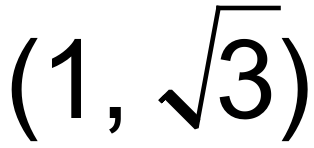 (1, √3)